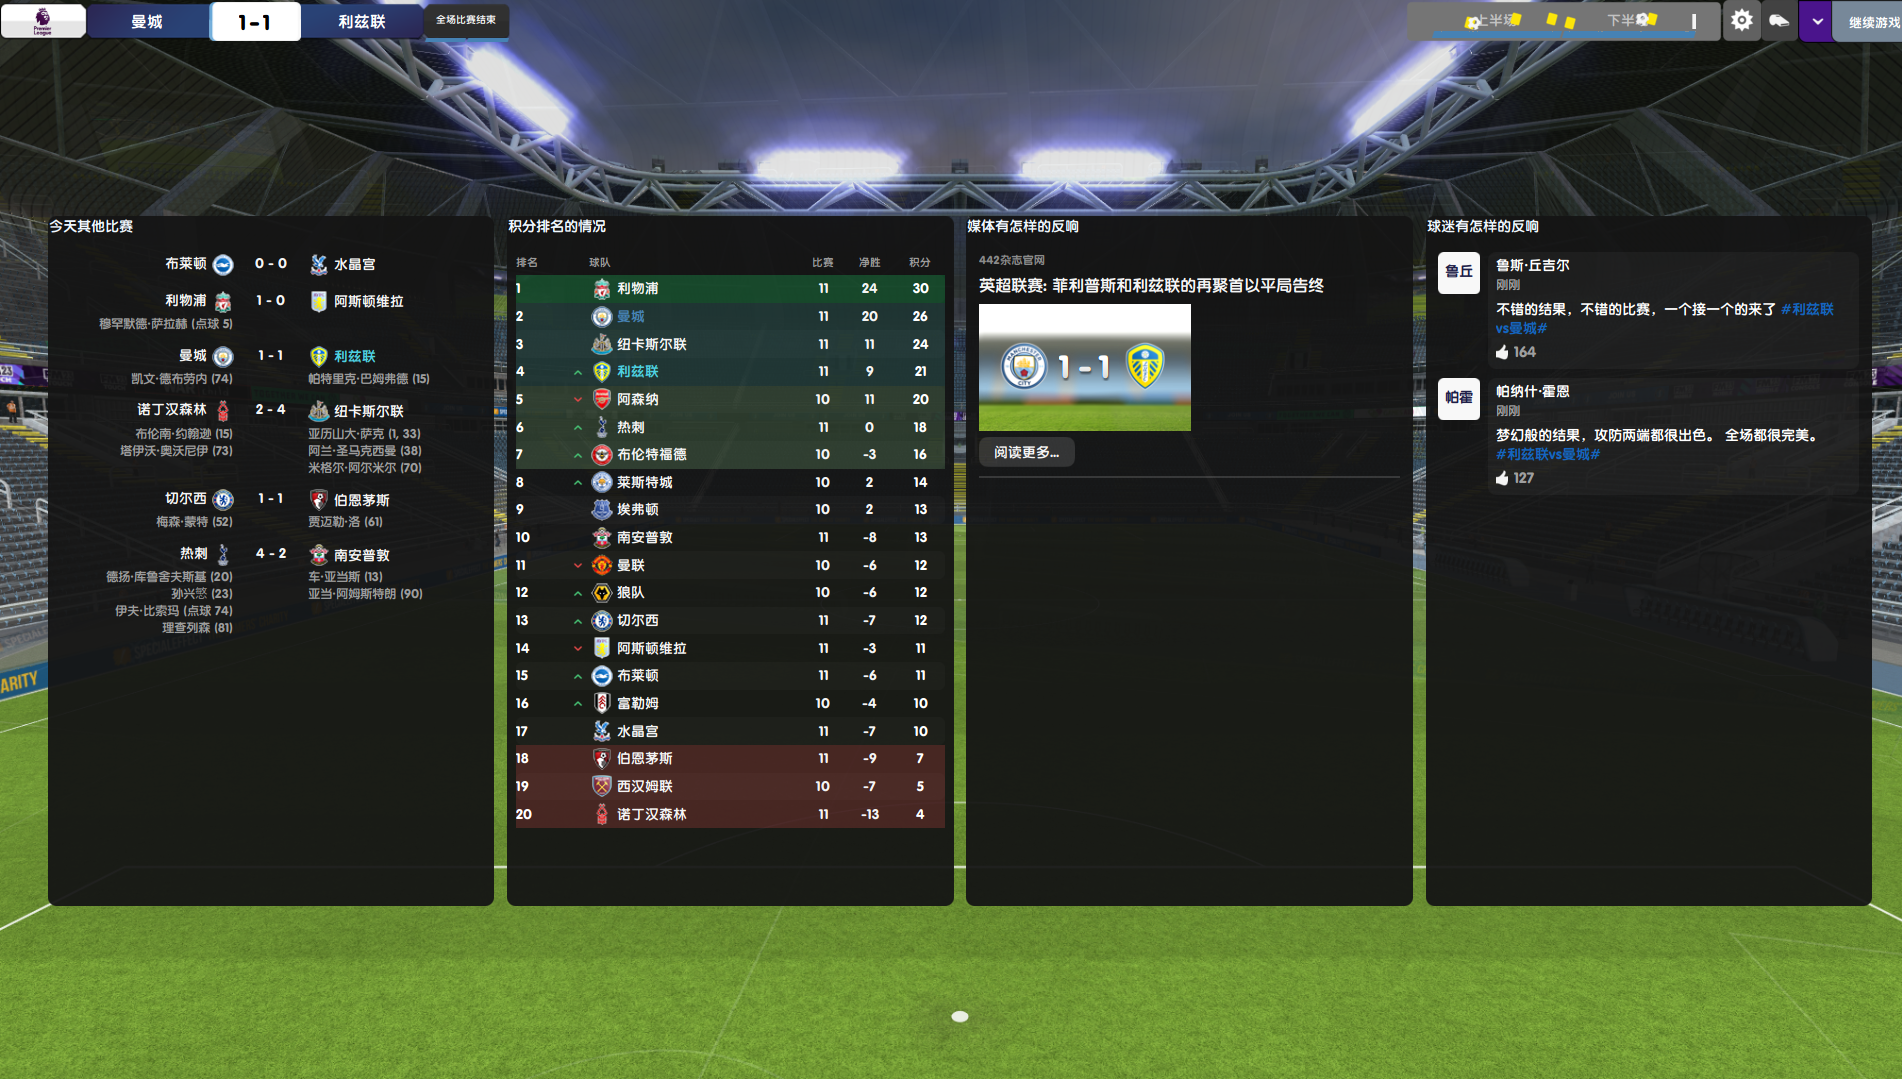 Premier League
曼城 1-1 利兹联 全场比赛结束
上半场 下半场
继续游戏
今天其他比赛
布莱顿 0 - 0 水晶宫
利物浦 1 - 0 阿斯顿维拉
穆罕默德·萨拉赫 (点球 5)
曼城 1 - 1 利兹联
凯文·德布劳内 (74) 帕特里克·巴姆弗德 (15)
诺丁汉森林 2 - 4 纽卡斯尔联
布伦南·约翰逊 (15) 亚历山大·萨克 (1, 33)
塔伊沃·奥沃尼伊 (73) 阿兰·圣马克西曼 (38)
米格尔·阿尔米尔 (70)
切尔西 1 - 1 伯恩茅斯
梅森·蒙特 (52) 贾迈勒·洛 (61)
热刺 4 - 2 南安普敦
德扬·库鲁舍夫斯基 (20) 车·亚当斯 (13)
孙兴慜 (23) 亚当·阿姆斯特朗 (90)
伊夫·比索玛 (点球 74)
理查列森 (81)
积分排名的情况
排名 球队 比赛 净胜 积分
1 利物浦 11 24 30
2 曼城 11 20 26
3 纽卡斯尔联 11 11 24
4 利兹联 11 9 21
5 阿森纳 10 11 20
6 热刺 11 0 18
7 布伦特福德 10 -3 16
8 莱斯特城 10 2 14
9 埃弗顿 10 2 13
10 南安普敦 11 -8 13
11 曼联 10 -6 12
12 狼队 10 -6 12
13 切尔西 11 -7 12
14 阿斯顿维拉 11 -3 11
15 布莱顿 11 -6 11
16 富勒姆 10 -4 10
17 水晶宫 11 -7 10
18 伯恩茅斯 11 -9 7
19 西汉姆联 10 -7 5
20 诺丁汉森林 11 -13 4
媒体有怎样的反响
442杂志官网
英超联赛: 菲利普斯和利兹联的再聚首以平局告终
1 - 1
阅读更多...
球迷有怎样的反响
鲁丘 鲁斯·丘吉尔
刚刚
不错的结果，不错的比赛，一个接一个的来了 #利兹联
vs曼城#
164
帕霍 帕纳什·霍恩
刚刚
梦幻般的结果，攻防两端都很出色。 全场都很完美。
#利兹联vs曼城#
127
ARITY